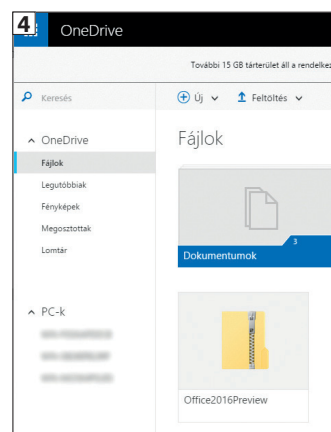 4
OneDrive
További 15 GB tárterület áll a rendelkez
Keresés
Új
Feltöltés
OneDrive
Fájlok
Legutóbbiak
Fényképek
Megosztottak
Lomtár
PC-k
Fájlok
3
Dokumentumok
Office2016Preview